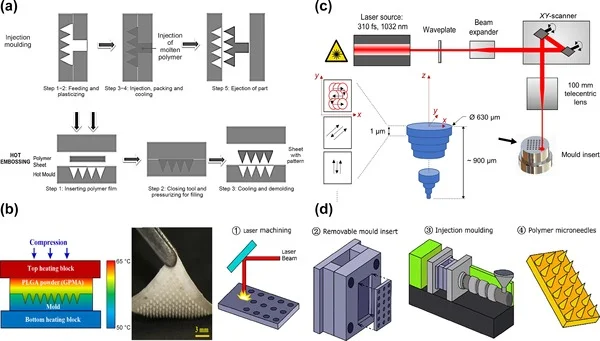 (a)
Injection
moulding
Injection of
molten
polymer
Step 1–2: Feeding and
plasticizing
Step 3–4: Injection, packing and
cooling
Step 5: Ejection of part
HOT
EMBOSSING
Polymer
Sheet
Hot Mould
Sheet
with
pattern
Step 1: Inserting polymer film
Step 2: Closing tool and
pressurizing for filling
Step 3: Cooling and demolding
(b)
Compression
Top heating block
PLGA powder (GPMA)
Mold
Bottom heating block
65 °C
50 °C
3 mm
(c)
Laser source:
310 fs, 1032 nm
Waveplate
Beam
expander
XY-scanner
100 mm
telecentric
lens
Mould insert
y
x
z
y
x
1 µm
Ø 630 µm
~ 900 µm
(d)
① Laser machining
Laser
Beam
② Removable mould insert
③ Injection moulding
④ Polymer microneedles